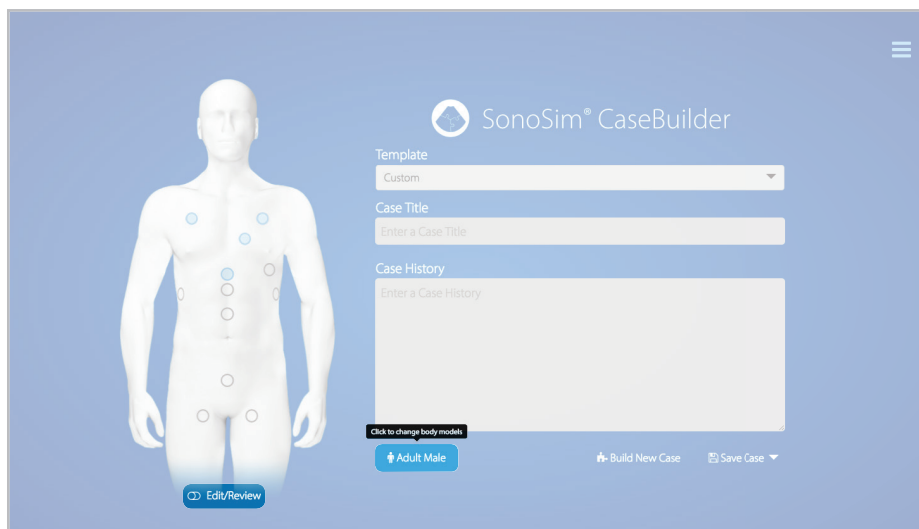 SonoSim® CaseBuilder
Template
Custom
Case Title
Enter a Case Title
Case History
Enter a Case History
Click to change body models
Adult Male
Build New Case
Save Case
Edit/Review